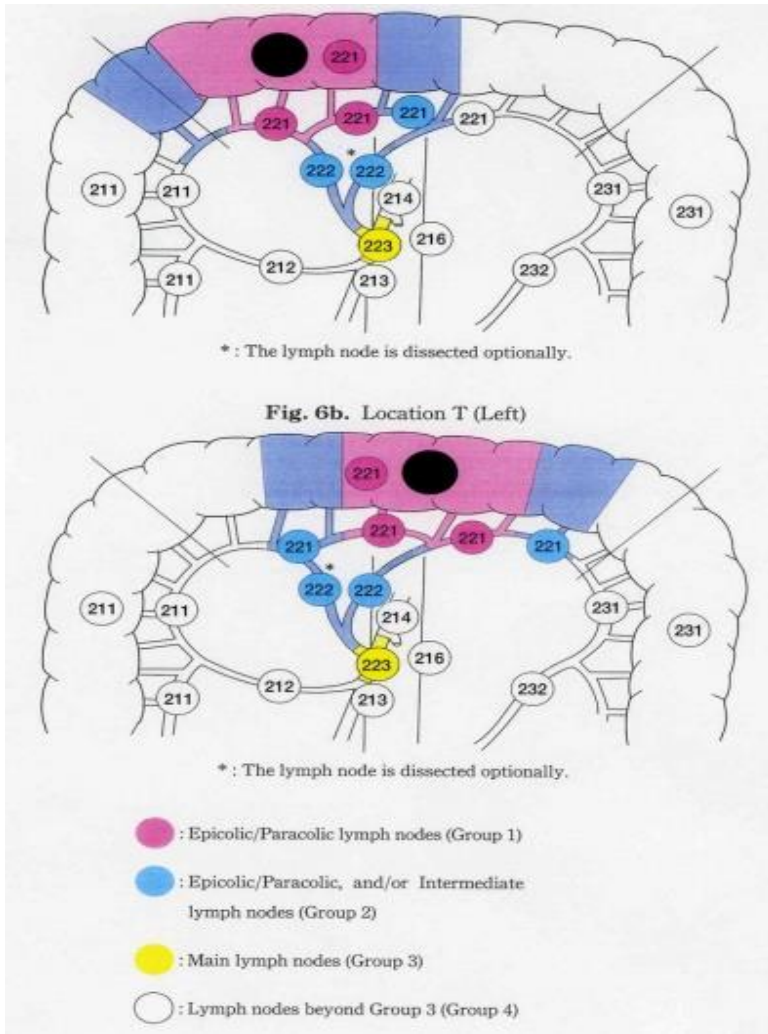 221
221 221 221 221
* 
222 222
211 211 214 231 231
223 216
211 212 213 232
* : The lymph node is dissected optionally.
Fig. 6b. Location T (Left)
221
221 221 221 221
*
222 222
211 211 214 231 231
223 216
211 212 213 232
* : The lymph node is dissected optionally.
: Epicolic/Paracolic lymph nodes (Group 1)
: Epicolic/Paracolic, and/or Intermediate
lymph nodes (Group 2)
: Main lymph nodes (Group 3)
: Lymph nodes beyond Group 3 (Group 4)